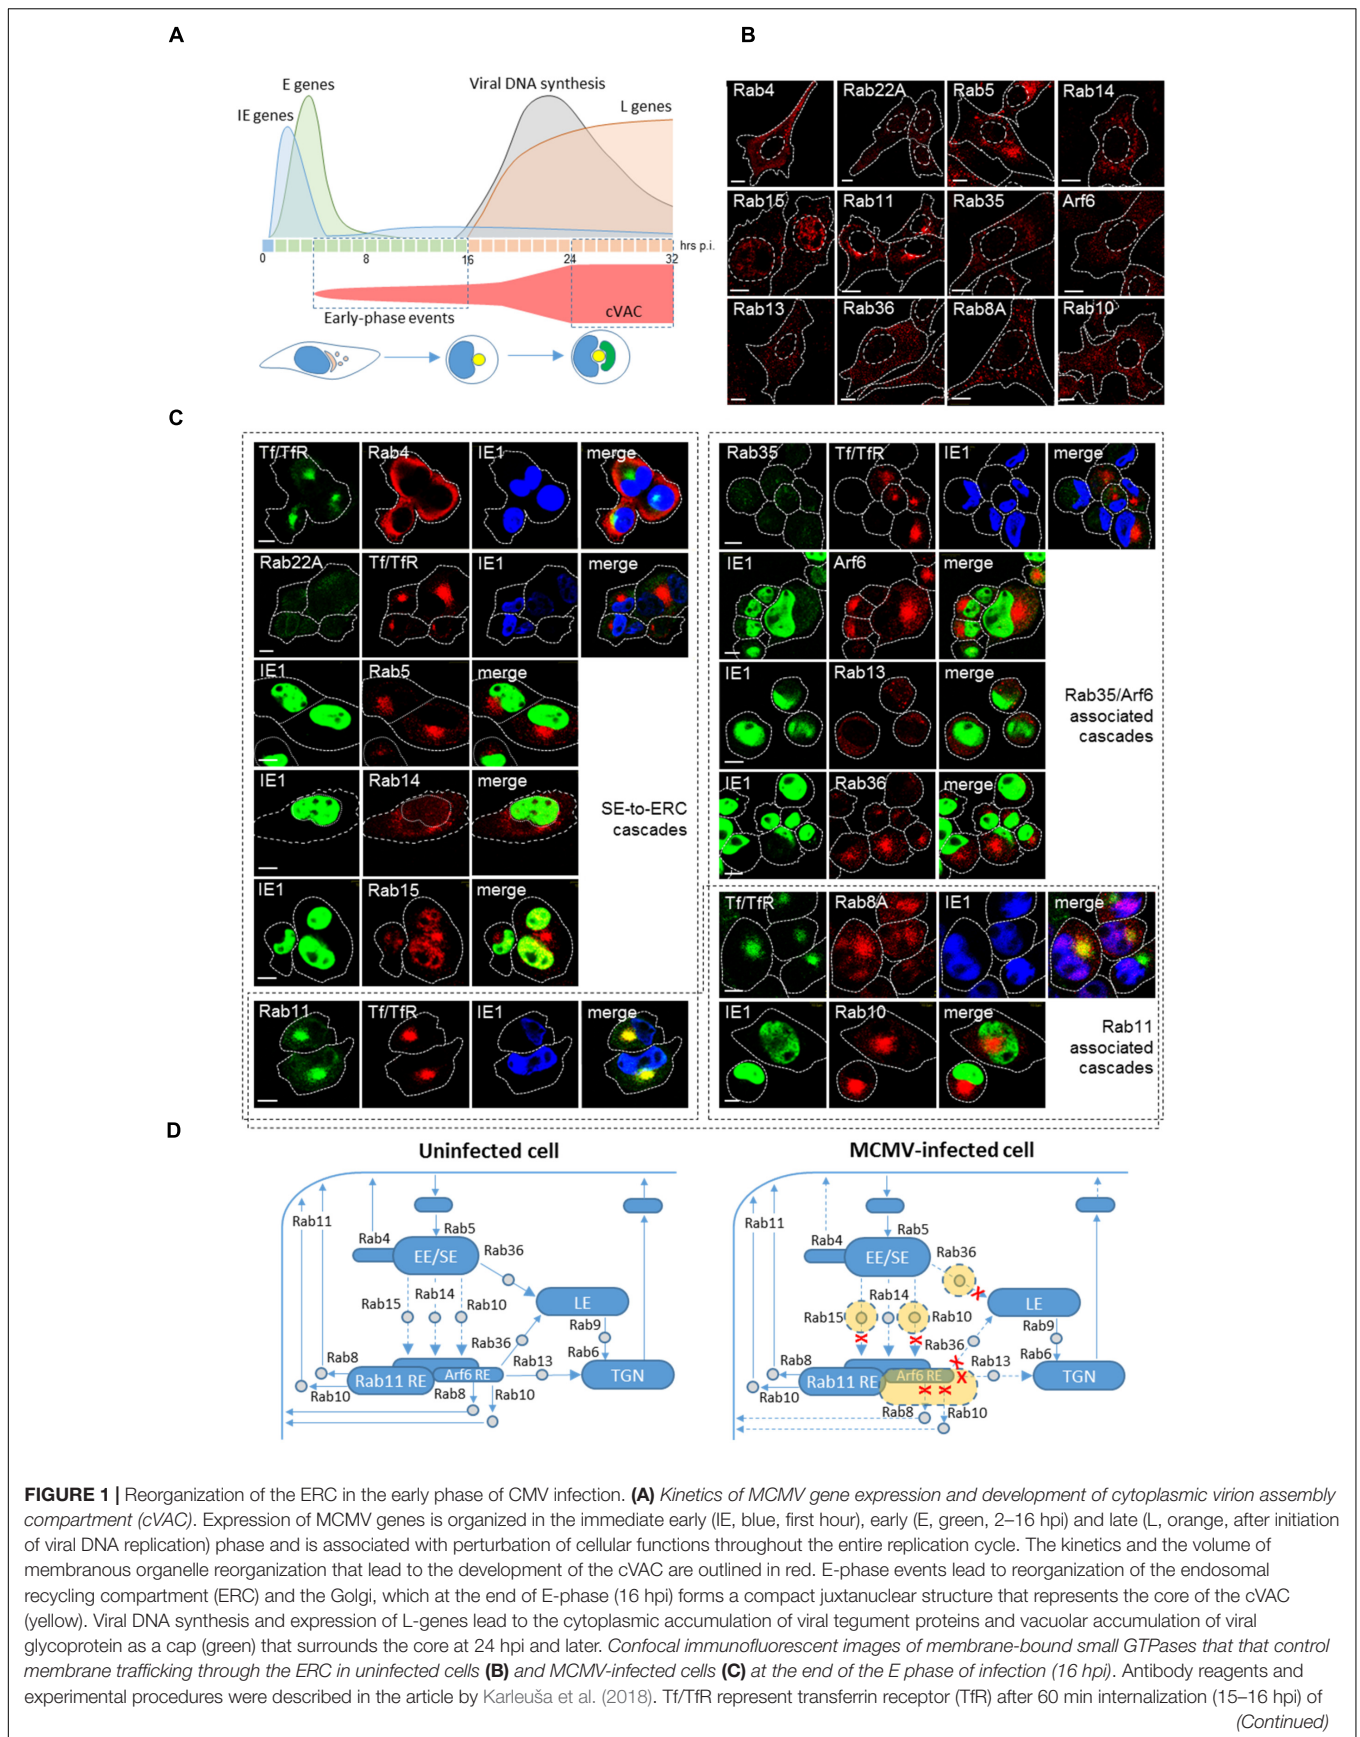 A
E genes
IE genes
Viral DNA synthesis
L genes
hrs p.i.
0
8
16
24
32
Early-phase events
cVAC
B
Rab4
Rab22A
Rab5
Rab14
Rab15
Rab11
Rab35
Arf6
Rab13
Rab36
Rab8A
Rab10
C
Tf/TfR
Rab4
IE1
merge
Rab22A
Tf/TfR
IE1
merge
IE1
Rab5
merge
IE1
Rab14
merge
SE-to-ERC
cascades
IE1
Rab15
merge
Rab11
Tf/TfR
IE1
merge
Rab35
Tf/TfR
IE1
merge
IE1
Arf6
merge
IE1
Rab13
merge
Rab35/Arf6
associated
cascades
IE1
Rab36
merge
Tf/TfR
Rab8A
IE1
merge
IE1
Rab10
merge
Rab11
associated
cascades
D
Uninfected cell
Rab11
Rab4
Rab5
EE/SE
Rab36
Rab15
Rab14
Rab10
LE
Rab9
Rab36
Rab6
Rab8
Rab13
Rab11 RE
Arf6 RE
TGN
Rab10
Rab8
Rab10
MCMV-infected cell
Rab11
Rab4
Rab5
EE/SE
Rab36
Rab15
Rab14
Rab10
LE
Rab9
Rab36
Rab6
Rab8
Rab13
Rab11 RE
Arf6 RE
TGN
Rab10
Rab8
Rab10
FIGURE 1 | Reorganization of the ERC in the early phase of CMV infection. (A) Kinetics of MCMV gene expression and development of cytoplasmic virion assembly
compartment (cVAC). Expression of MCMV genes is organized in the immediate early (IE, blue, first hour), early (E, green, 2–16 hpi) and late (L, orange, after initiation
of viral DNA replication) phase and is associated with perturbation of cellular functions throughout the entire replication cycle. The kinetics and the volume of
membranous organelle reorganization that lead to the development of the cVAC are outlined in red. E-phase events lead to reorganization of the endosomal
recycling compartment (ERC) and the Golgi, which at the end of E-phase (16 hpi) forms a compact juxtanuclear structure that represents the core of the cVAC
(yellow). Viral DNA synthesis and expression of L-genes lead to the cytoplasmic accumulation of viral tegument proteins and vacuolar accumulation of viral
glycoprotein as a cap (green) that surrounds the core at 24 hpi and later. Confocal immunofluorescent images of membrane-bound small GTPases that that control
membrane trafficking through the ERC in uninfected cells (B) and MCMV-infected cells (C) at the end of the E phase of infection (16 hpi). Antibody reagents and
experimental procedures were described in the article by Karleuša et al. (2018). Tf/TfR represent transferrin receptor (TfR) after 60 min internalization (15–16 hpi) of
(Continued)